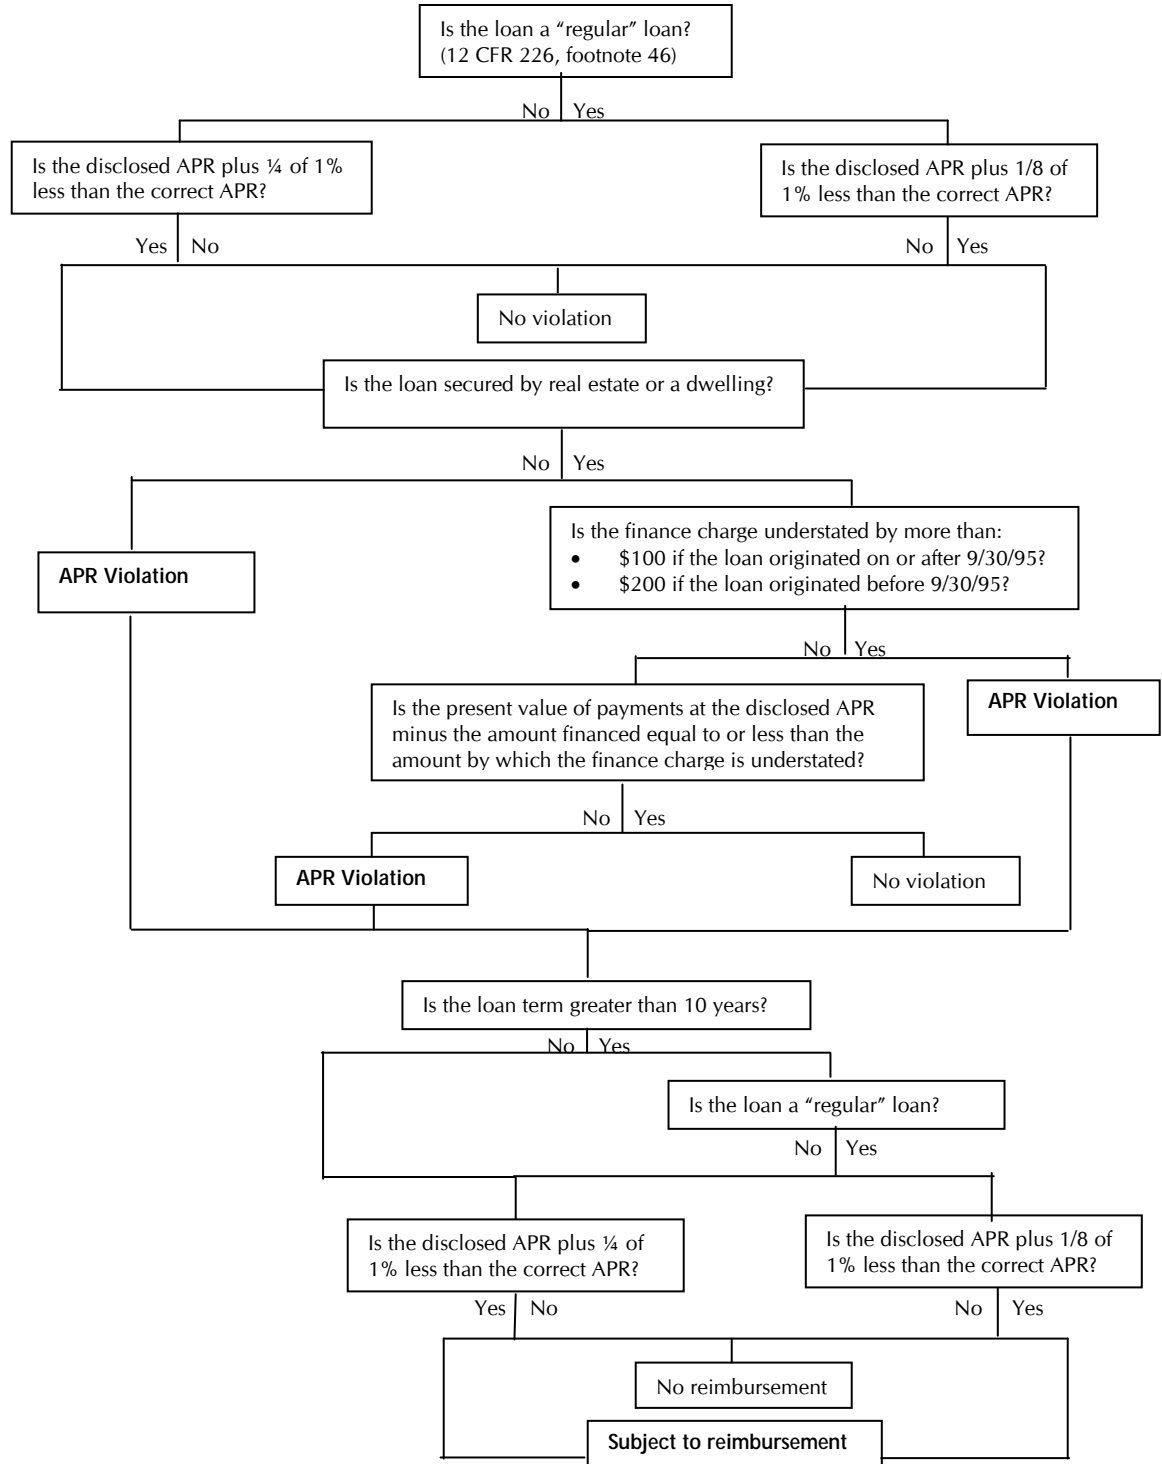 Is the loan a “regular” loan?
(12 CFR 226, footnote 46)
No Yes
Is the disclosed APR plus ¼ of 1%
less than the correct APR?
Is the disclosed APR plus 1/8 of
1% less than the correct APR?
Yes No
No Yes
No violation
Is the loan secured by real estate or a dwelling?
No Yes
APR Violation
Is the finance charge understated by more than:
• $100 if the loan originated on or after 9/30/95?
• $200 if the loan originated before 9/30/95?
No Yes
Is the present value of payments at the disclosed APR
minus the amount financed equal to or less than the
amount by which the finance charge is understated?
APR Violation
No Yes
APR Violation
No violation
Is the loan term greater than 10 years?
No Yes
Is the loan a “regular” loan?
No Yes
Is the disclosed APR plus ¼ of
1% less than the correct APR?
Is the disclosed APR plus 1/8 of
1% less than the correct APR?
Yes No
No Yes
No reimbursement
Subject to reimbursement